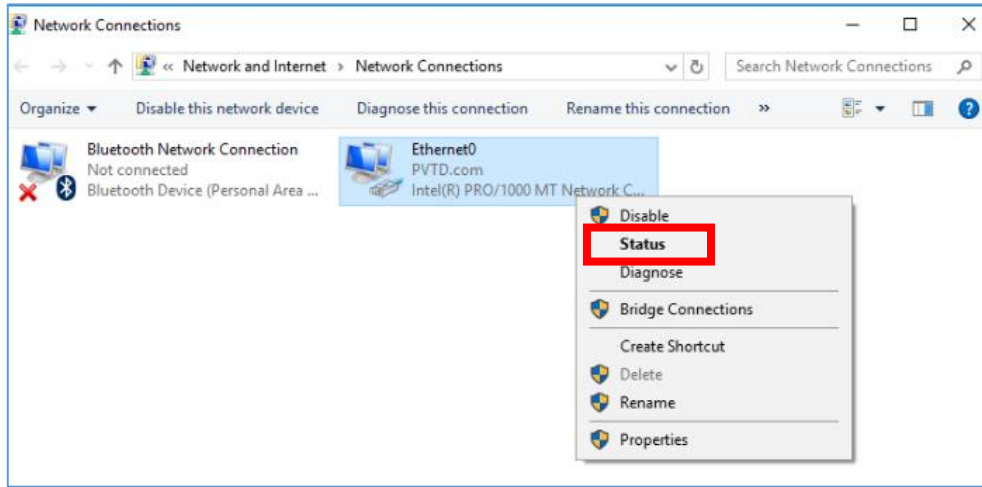 Network Connections
« Network and Internet › Network Connections
Search Network Connections
Organize Disable this network device Diagnose this connection Rename this connection »
Bluetooth Network Connection
Not connected
Bluetooth Device (Personal Area ...
Ethernet0
PVTD.com
Intel(R) PRO/1000 MT Network C...
Disable
Status
Diagnose
Bridge Connections
Create Shortcut
Delete
Rename
Properties